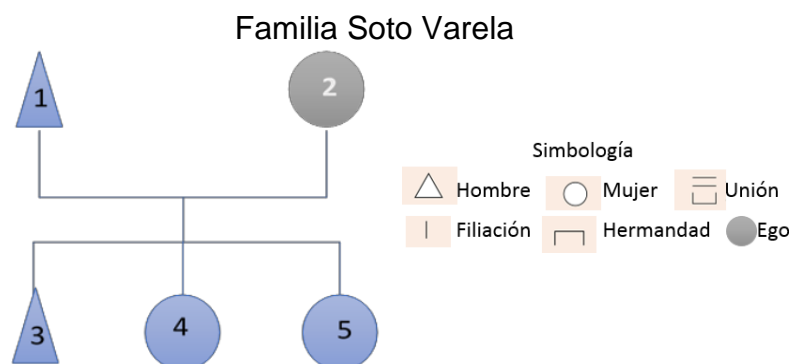 Familia Soto Varela
1
2
3
4
5
Simbología
Hombre Mujer Unión
Filiación Hermandad Ego